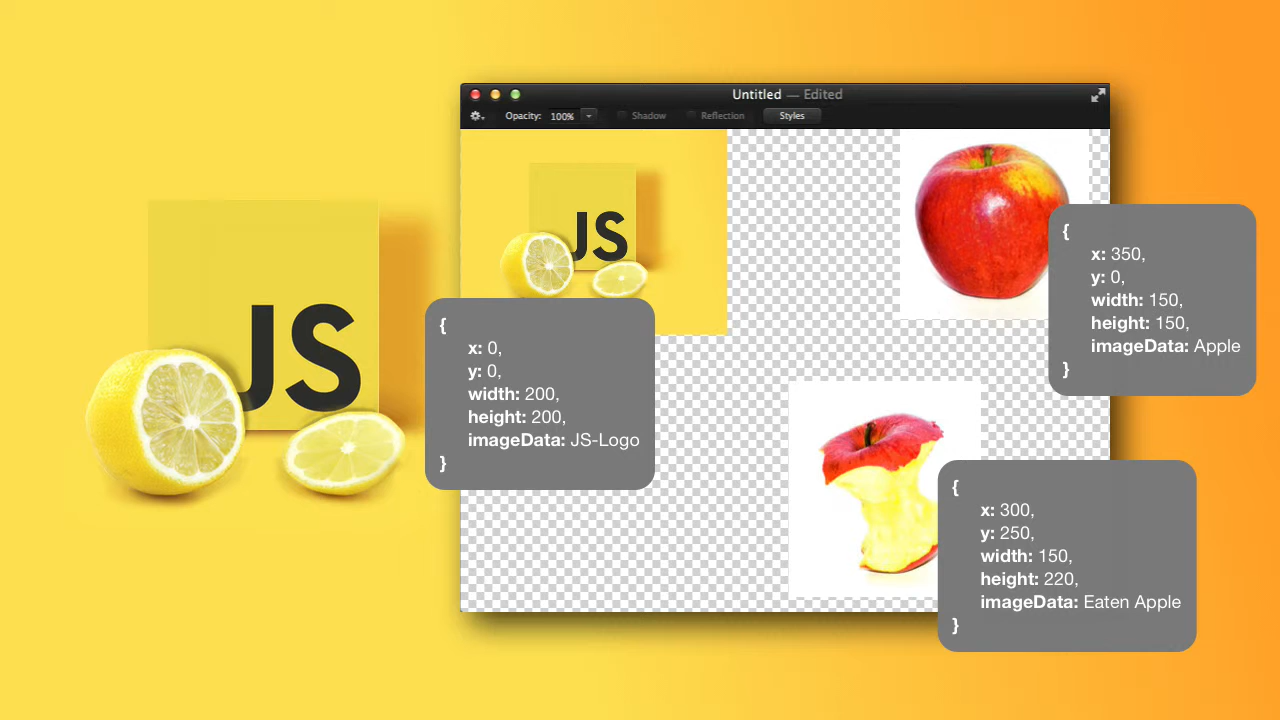 Untitled — Edited
Opacity: 100% Shadow Reflection Styles
JS
JS
{
x: 0,
y: 0,
width: 200,
height: 200,
imageData: JS-Logo
}
{
x: 350,
y: 0,
width: 150,
height: 150,
imageData: Apple
}
{
x: 300,
y: 250,
width: 150,
height: 220,
imageData: Eaten Apple
}